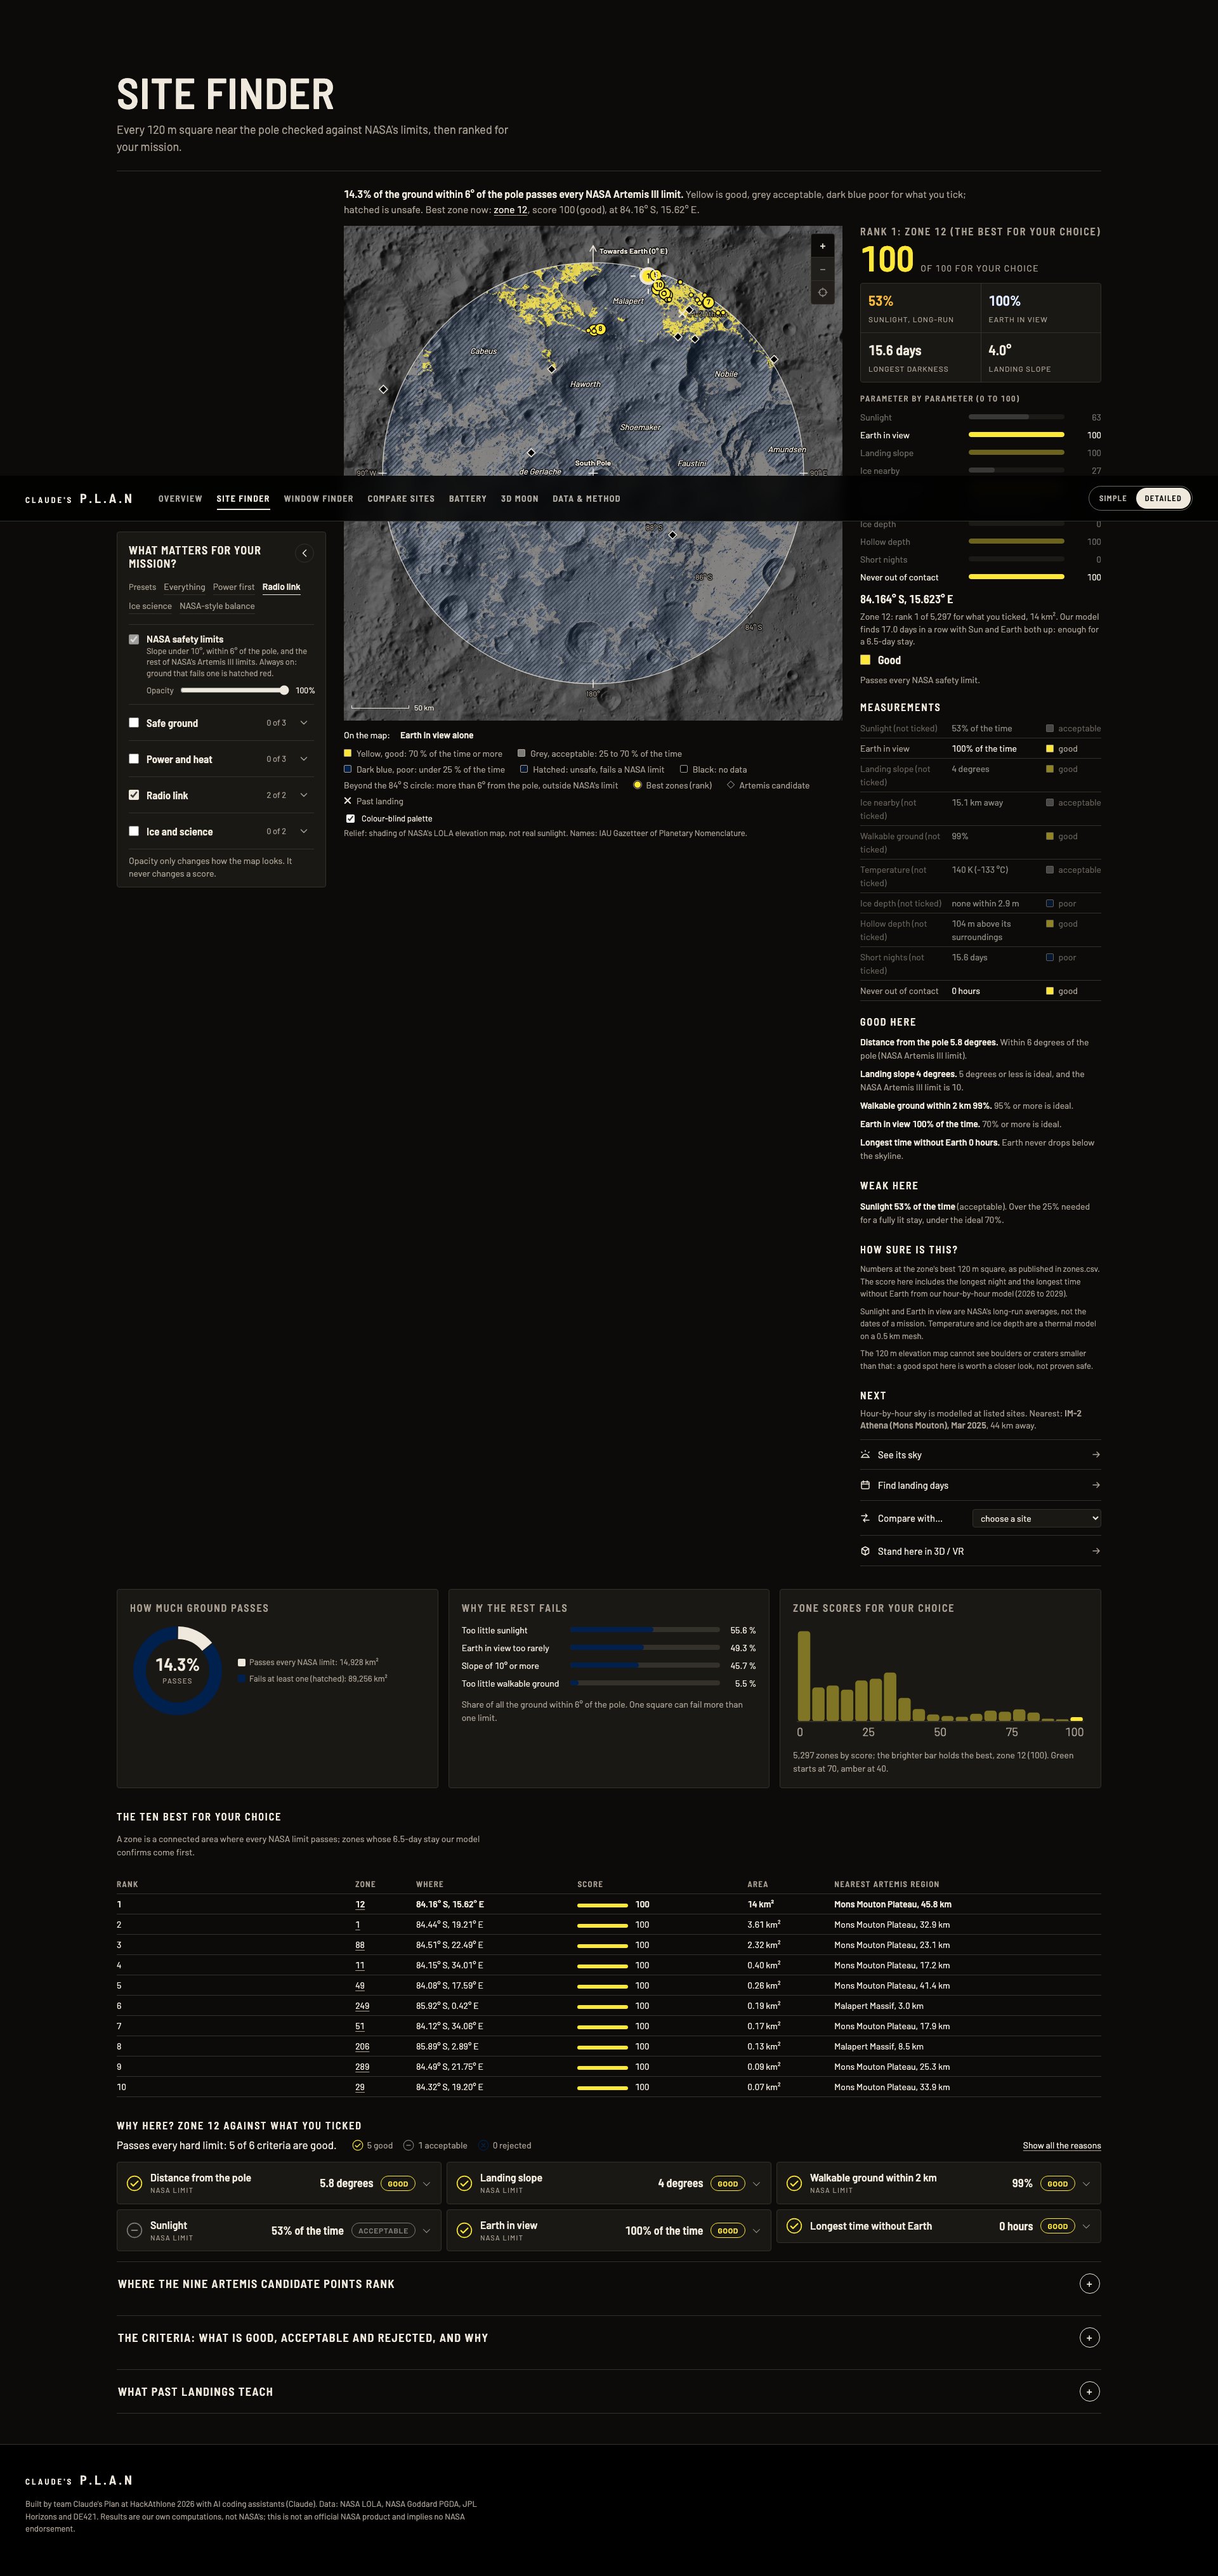 SITE FINDER
Every 120 m square near the pole checked against NASA's limits, then ranked for
your mission.
14.3% of the ground within 6° of the pole passes every NASA Artemis III limit. Yellow is good, grey acceptable, dark blue poor for what you tick;
hatched is unsafe. Best zone now: zone 12, score 100 (good), at 84.16° S, 15.62° E.
Towards Earth (0° E)
+
−
Malapert
8
7
Cabeus
Haworth
Nobile
Shoemaker
Amundsen
South Pole
de Gerlache
Faustini
90° W
90° E
RANK 1: ZONE 12 (THE BEST FOR YOUR CHOICE)
100 OF 100 FOR YOUR CHOICE
53%
SUNLIGHT, LONG-RUN
100%
EARTH IN VIEW
15.6 days
LONGEST DARKNESS
4.0°
LANDING SLOPE
PARAMETER BY PARAMETER (0 TO 100)
Sunlight 63
Earth in view 100
Landing slope 100
Ice nearby 27
CLAUDE'S P.L.A.N
OVERVIEW
SITE FINDER
WINDOW FINDER
COMPARE SITES
BATTERY
3D MOON
DATA & METHOD
SIMPLE
DETAILED
WHAT MATTERS FOR YOUR
MISSION?
Presets Everything Power first Radio link
Ice science NASA-style balance
NASA safety limits
Slope under 10°, within 6° of the pole, and the
rest of NASA's Artemis III limits. Always on:
ground that fails one is hatched red.
Opacity 100%
Safe ground 0 of 3
Power and heat 0 of 3
Radio link 2 of 2
Ice and science 0 of 2
Opacity only changes how the map looks. It
never changes a score.
88° S
86° S
84° S
180°
50 km
On the map: Earth in view alone
Yellow, good: 70 % of the time or more
Grey, acceptable: 25 to 70 % of the time
Dark blue, poor: under 25 % of the time
Hatched: unsafe, fails a NASA limit
Black: no data
Beyond the 84° S circle: more than 6° from the pole, outside NASA's limit
Best zones (rank)
Artemis candidate
Past landing
Colour-blind palette
Relief: shading of NASA's LOLA elevation map, not real sunlight. Names: IAU Gazetteer of Planetary Nomenclature.
Ice depth 0
Hollow depth 100
Short nights 0
Never out of contact 100
84.164° S, 15.623° E
Zone 12: rank 1 of 5,297 for what you ticked, 14 km². Our model
finds 17.0 days in a row with Sun and Earth both up: enough for
a 6.5-day stay.
Good
Passes every NASA safety limit.
MEASUREMENTS
Sunlight (not ticked) 53% of the time acceptable
Earth in view 100% of the time good
Landing slope (not
ticked) 4 degrees good
Ice nearby (not
ticked) 15.1 km away acceptable
Walkable ground (not
ticked) 99% good
Temperature (not
ticked) 140 K (-133 °C) acceptable
Ice depth (not ticked) none within 2.9 m poor
Hollow depth (not
ticked) 104 m above its
surroundings good
Short nights (not
ticked) 15.6 days poor
Never out of contact 0 hours good
GOOD HERE
Distance from the pole 5.8 degrees. Within 6 degrees of the
pole (NASA Artemis III limit).
Landing slope 4 degrees. 5 degrees or less is ideal, and the
NASA Artemis III limit is 10.
Walkable ground within 2 km 99%. 95% or more is ideal.
Earth in view 100% of the time. 70% or more is ideal.
Longest time without Earth 0 hours. Earth never drops below
the skyline.
WEAK HERE
Sunlight 53% of the time (acceptable). Over the 25% needed
for a fully lit stay, under the ideal 70%.
HOW SURE IS THIS?
Numbers at the zone's best 120 m square, as published in zones.csv.
The score here includes the longest night and the longest time
without Earth from our hour-by-hour model (2026 to 2029).
Sunlight and Earth in view are NASA's long-run averages, not the
dates of a mission. Temperature and ice depth are a thermal model
on a 0.5 km mesh.
The 120 m elevation map cannot see boulders or craters smaller
than that: a good spot here is worth a closer look, not proven safe.
NEXT
Hour-by-hour sky is modelled at listed sites. Nearest: IM-2
Athena (Mons Mouton), Mar 2025, 44 km away.
See its sky
Find landing days
Compare with... choose a site
Stand here in 3D / VR
HOW MUCH GROUND PASSES
14.3%
PASSES
Passes every NASA limit: 14,928 km²
Fails at least one (hatched): 89,256 km²
WHY THE REST FAILS
Too little sunlight 55.6 %
Earth in view too rarely 49.3 %
Slope of 10° or more 45.7 %
Too little walkable ground 5.5 %
Share of all the ground within 6° of the pole. One square can fail more than
one limit.
ZONE SCORES FOR YOUR CHOICE
0 25 50 75 100
5,297 zones by score; the brighter bar holds the best, zone 12 (100). Green
starts at 70, amber at 40.
THE TEN BEST FOR YOUR CHOICE
A zone is a connected area where every NASA limit passes; zones whose 6.5-day stay our model
confirms come first.
RANK ZONE WHERE SCORE AREA NEAREST ARTEMIS REGION
1 12 84.16° S, 15.62° E 100 14 km² Mons Mouton Plateau, 45.8 km
2 1 84.44° S, 19.21° E 100 3.61 km² Mons Mouton Plateau, 32.9 km
3 88 84.51° S, 22.49° E 100 2.32 km² Mons Mouton Plateau, 23.1 km
4 11 84.15° S, 34.01° E 100 0.40 km² Mons Mouton Plateau, 17.2 km
5 49 84.08° S, 17.59° E 100 0.26 km² Mons Mouton Plateau, 41.4 km
6 249 85.92° S, 0.42° E 100 0.19 km² Malapert Massif, 3.0 km
7 51 84.12° S, 34.06° E 100 0.17 km² Mons Mouton Plateau, 17.9 km
8 206 85.89° S, 2.89° E 100 0.13 km² Malapert Massif, 8.5 km
9 289 84.49° S, 21.75° E 100 0.09 km² Mons Mouton Plateau, 25.3 km
10 29 84.32° S, 19.20° E 100 0.07 km² Mons Mouton Plateau, 33.9 km
WHY HERE? ZONE 12 AGAINST WHAT YOU TICKED
Passes every hard limit: 5 of 6 criteria are good. 5 good 1 acceptable 0 rejected
Show all the reasons
Distance from the pole
NASA LIMIT
5.8 degrees GOOD
Landing slope
NASA LIMIT
4 degrees GOOD
Walkable ground within 2 km
NASA LIMIT
99% GOOD
Sunlight
NASA LIMIT
53% of the time ACCEPTABLE
Earth in view
NASA LIMIT
100% of the time GOOD
Longest time without Earth 0 hours GOOD
WHERE THE NINE ARTEMIS CANDIDATE POINTS RANK
+
THE CRITERIA: WHAT IS GOOD, ACCEPTABLE AND REJECTED, AND WHY
+
WHAT PAST LANDINGS TEACH
+
CLAUDE'S P.L.A.N
Built by team Claude's Plan at HackAthlone 2026 with AI coding assistants (Claude). Data: NASA LOLA, NASA Goddard PGDA, JPL
Horizons and DE421. Results are our own computations, not NASA's; this is not an official NASA product and implies no NASA
endorsement.